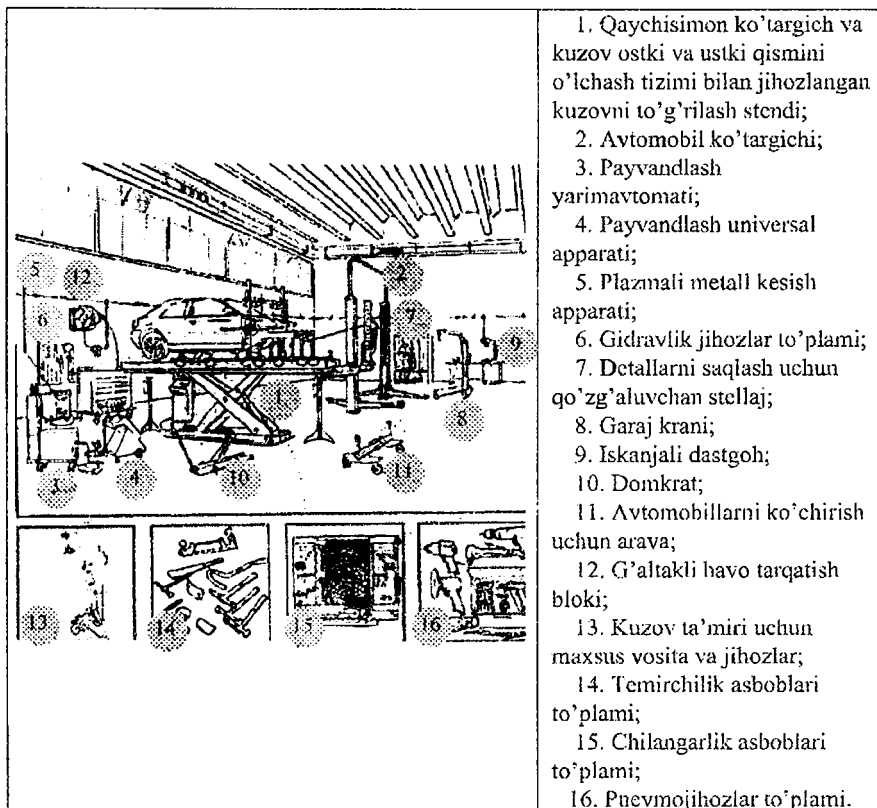 1. Qaychisimon ko'targich va
kuzov ostki va ustki qismini
o'lchash tizimi bilan jihozlangan
kuzovni to'g'rilash stendi;
2. Avtomobil ko'targichi;
3. Payvandlash
yarimavtomati;
4. Payvandlash universal
apparati;
5. Plazmali metall kesish
apparati;
6. Gidravlik jihozlar to'plami;
7. Detallarni saqlash uchun
qo'zg'aluvchan stellaj;
8. Garaj krani;
9. Iskanjali dastgoh;
10. Domkrat;
11. Avtomobillarni ko'chirish
uchun arava;
12. G'altakli havo tarqatish
bloki;
13. Kuzov ta'miri uchun
maxsus vosita va jihozlar;
14. Temirchilik asboblari
to'plami;
15. Chilangarlik asboblari
to'plami;
16. Pnevmojihozlar to'plami.
5
12
2
6
7
9
1
8
4
10
11
13
14
15
16